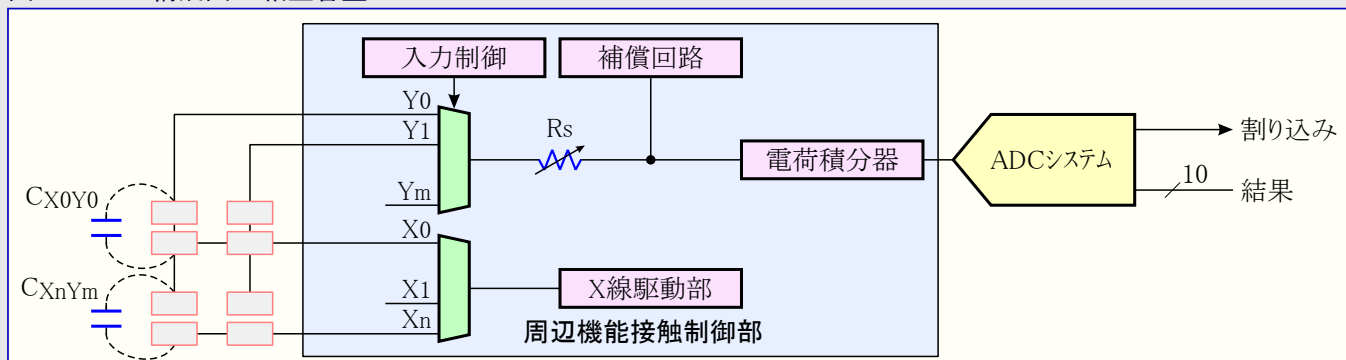 入力制御
補償回路
Y0
Y1
Rs
Ym
電荷積分器
ADCシステム
割り込み
10
結果
CX0Y0
X0
CXnYm
X1
X線駆動部
Xn
周辺機能接触制御部